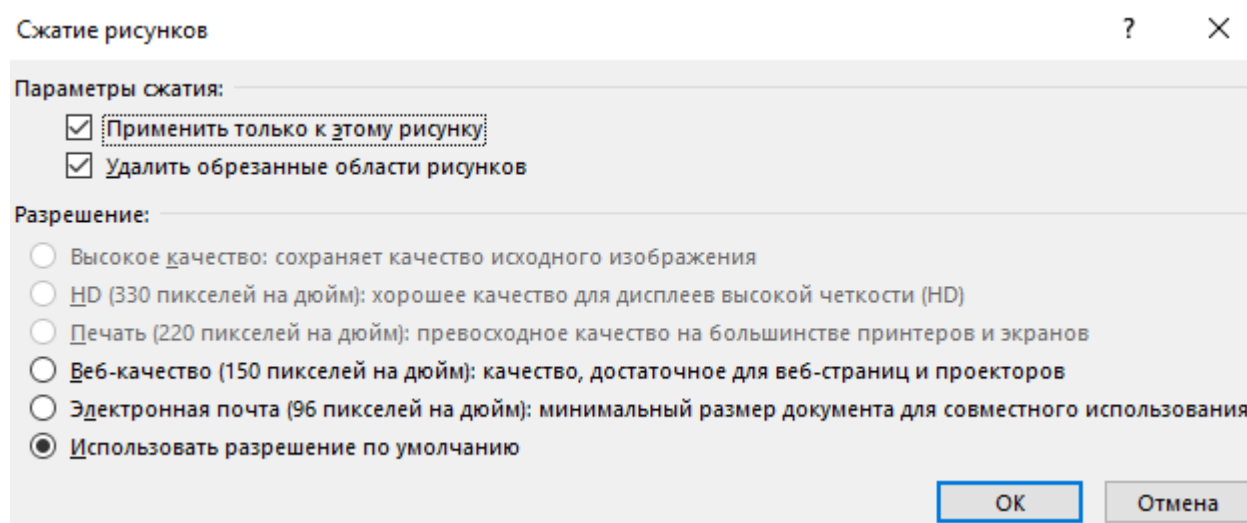 Сжатие рисунков
Параметры сжатия:
Применить только к этому рисунку
Удалить обрезанные области рисунков
Разрешение:
Высокое качество: сохраняет качество исходного изображения
HD (330 пикселей на дюйм): хорошее качество для дисплеев высокой четкости (HD)
Печать (220 пикселей на дюйм): превосходное качество на большинстве принтеров и экранов
Веб-качество (150 пикселей на дюйм): качество, достаточное для веб-страниц и проекторов
Электронная почта (96 пикселей на дюйм): минимальный размер документа для совместного использования
Использовать разрешение по умолчанию
ОК Отмена